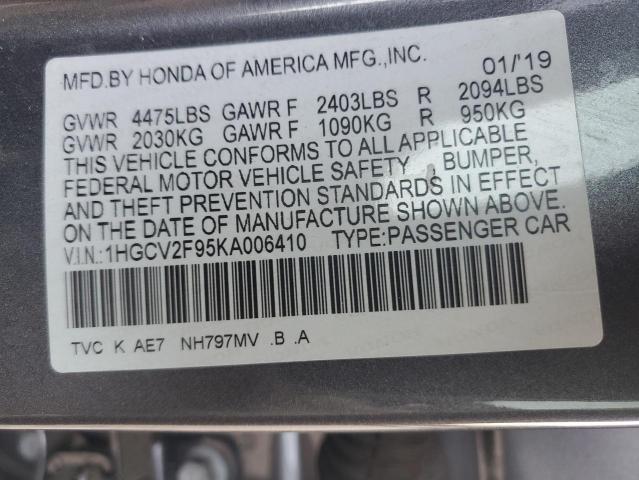 MFD.BY HONDA OF AMERICA MFG.,INC. 01/'19
GVWR 4475LBS GAWR F 2403LBS R 2094LBS
GVWR 2030KG GAWR F 1090KG R 950KG
THIS VEHICLE CONFORMS TO ALL APPLICABLE
FEDERAL MOTOR VEHICLE SAFETY, BUMPER,
AND THEFT PREVENTION STANDARDS IN EFFECT
ON THE DATE OF MANUFACTURE SHOWN ABOVE.
V.I.N.: 1HGCV2F95KA006410 TYPE:PASSENGER CAR
TVC K AE7 NH797MV .B .A